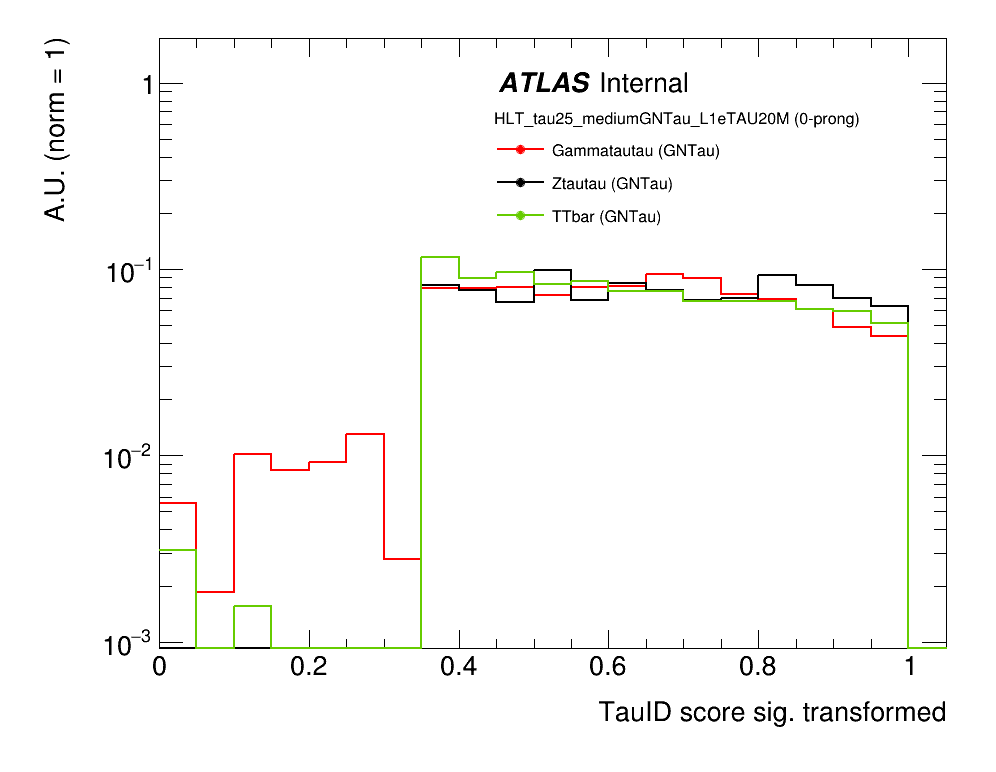 A.U. (norm = 1)
ATLAS Internal
HLT_tau25_mediumGNTau_L1eTAU20M (0-prong)
Gammatautau (GNTau)
Ztautau (GNTau)
TTbar (GNTau)
1
10⁻¹
10⁻²
10⁻³
0 0.2 0.4 0.6 0.8 1
TauID score sig. transformed